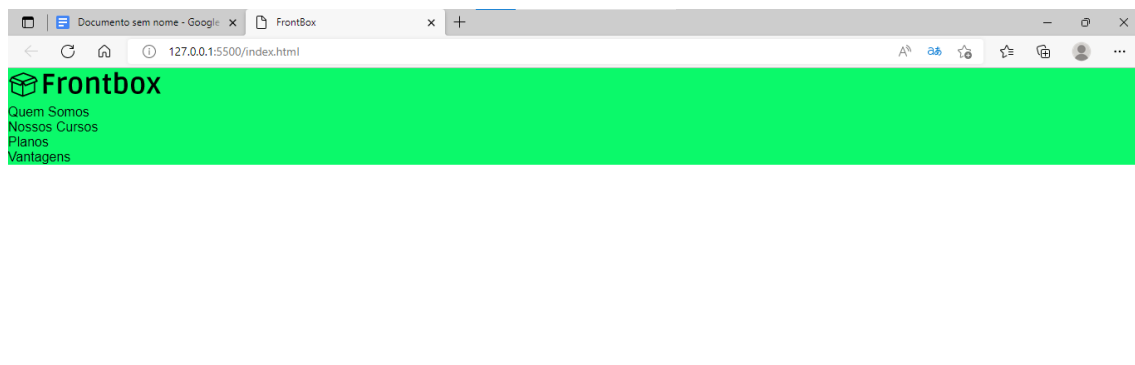 Documento sem nome - Google
FrontBox
127.0.0.1:5500/index.html
Frontbox
Quem Somos
Nossos Cursos
Planos
Vantagens